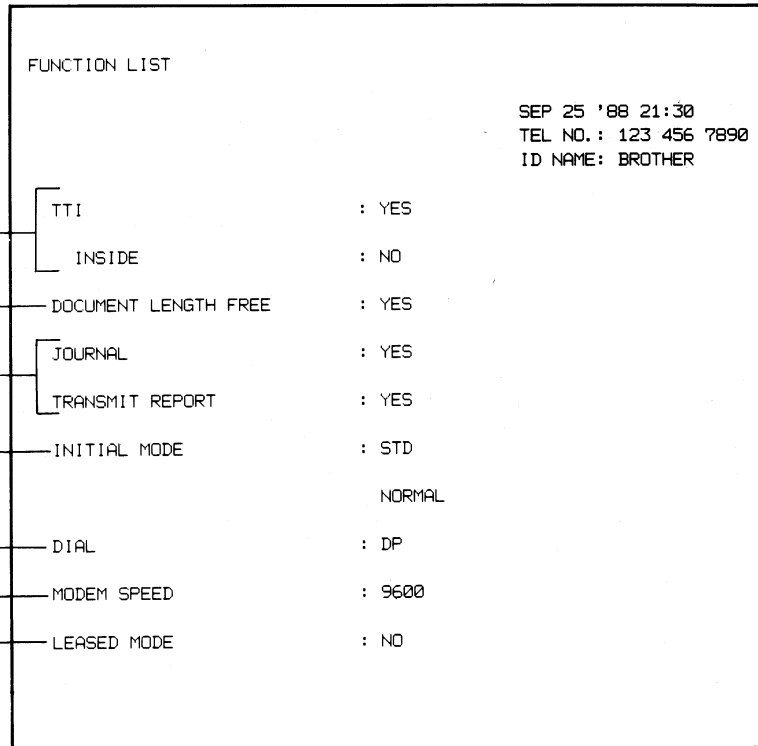 FUNCTION LIST
SEP 25 '88 21:30
TEL NO.: 123 456 7890
ID NAME: BROTHER
TTI : YES
INSIDE : NO
DOCUMENT LENGTH FREE : YES
JOURNAL : YES
TRANSMIT REPORT : YES
INITIAL MODE : STD
NORMAL
DIAL : DP
MODEM SPEED : 9600
LEASED MODE : NO